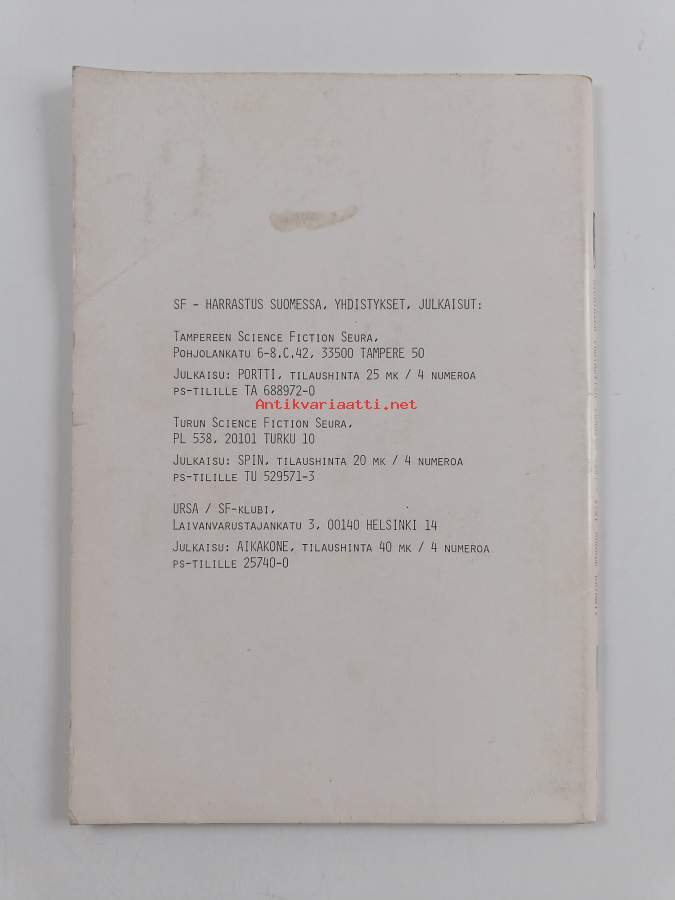 SF - HARRASTUS SUOMESSA, YHDISTYKSET, JULKAISUT:
TAMPEREEN SCIENCE FICTION SEURA,
POHJOLANKATU 6-8.C.42, 33500 TAMPERE 50
JULKAISU: PORTTI, TILAUSHINTA 25 MK / 4 NUMEROA
PS-TILILLE TA 688972-0
Antikvariaatti.net
TURUN SCIENCE FICTION SEURA,
PL 538, 20101 TURKU 10
JULKAISU: SPIN, TILAUSHINTA 20 MK / 4 NUMEROA
PS-TILILLE TU 529571-3
URSA / SF-KLUBI,
LAIVANVARUSTAJANKATU 3, 00140 HELSINKI 14
JULKAISU: AIKAKONE, TILAUSHINTA 40 MK / 4 NUMEROA
PS-TILILLE 25740-0